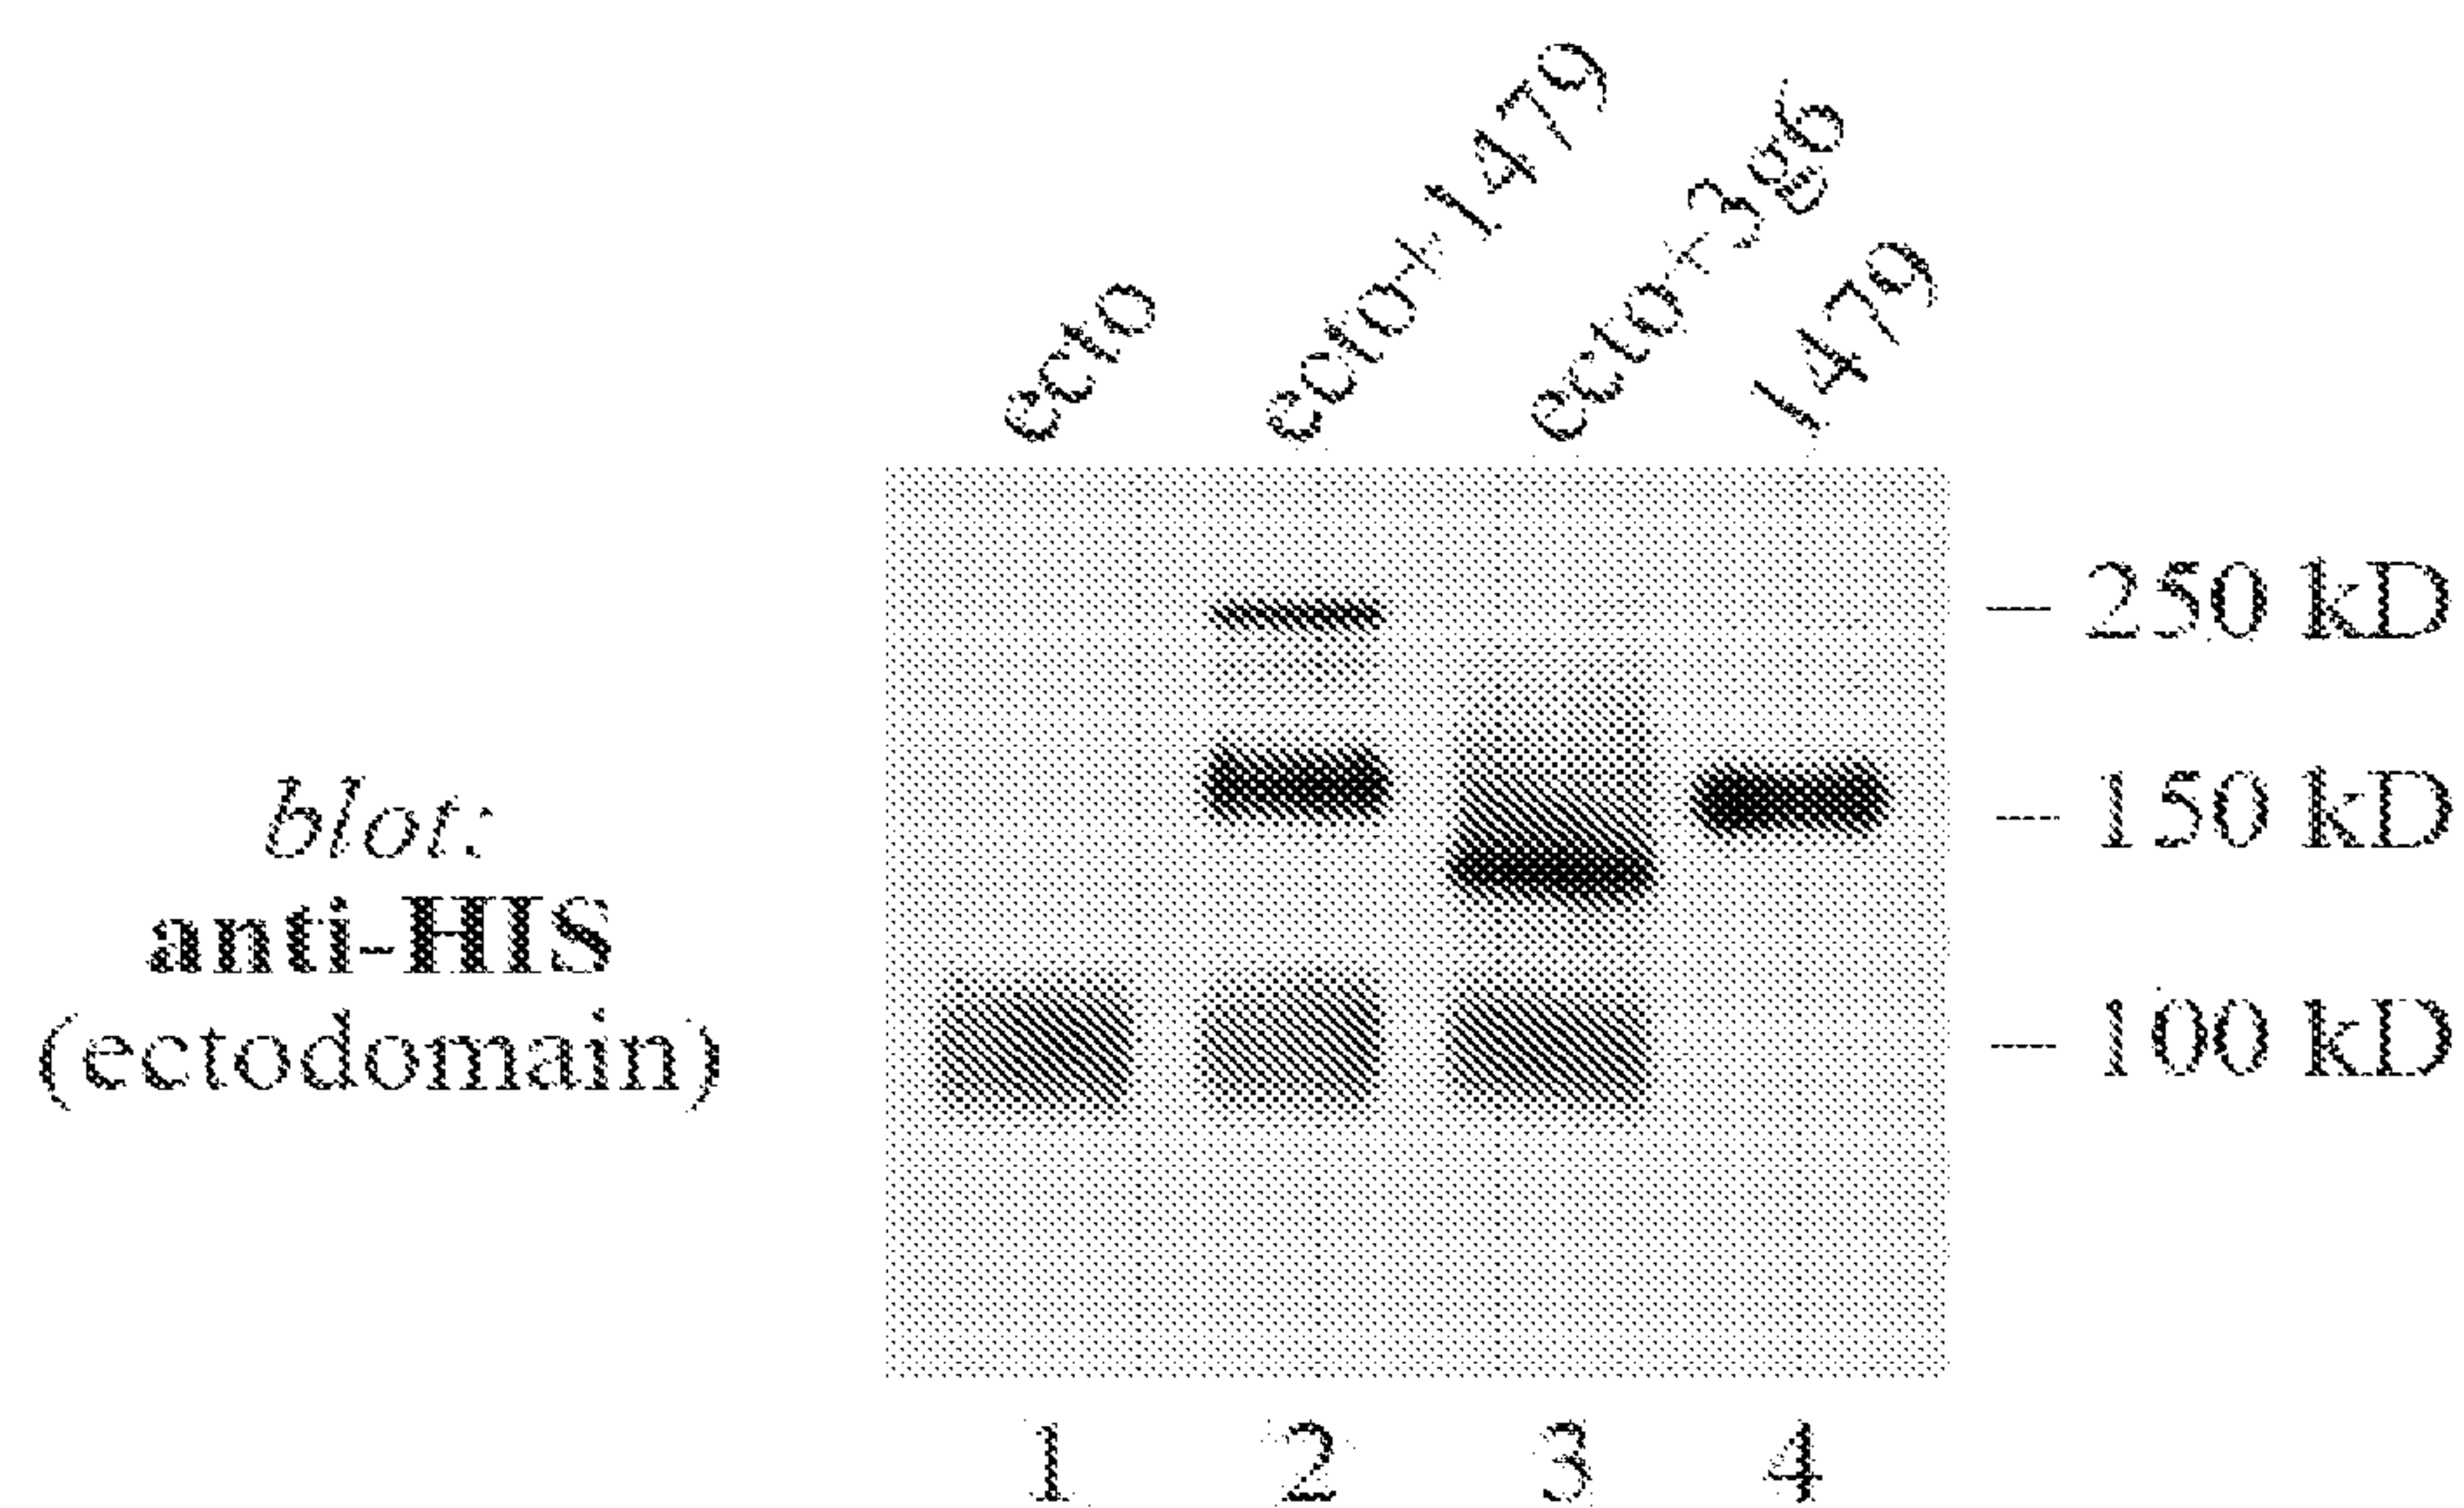 ecto
ecto+1479
ecto+3g6
1479
250 kD
150 kD
100 kD
blot:
anti-HIS
(ectodomain)
1 2 3 4